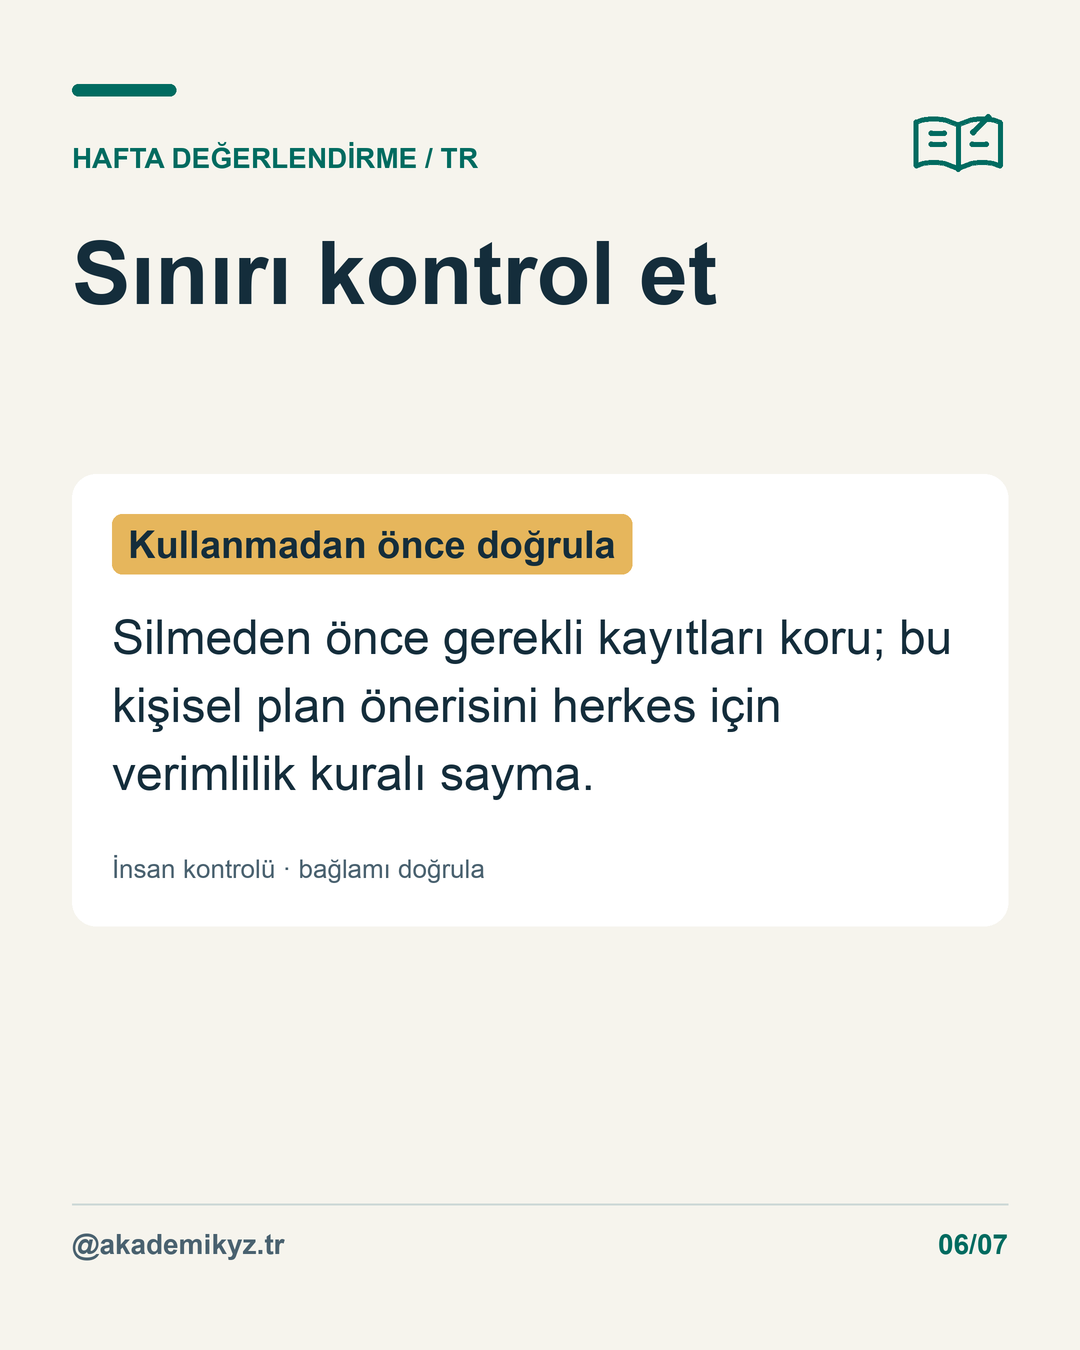 HAFTA DEĞERLENDİRME / TR
Sınırı kontrol et
Kullanmadan önce doğrula
Silmeden önce gerekli kayıtları koru; bu
kişisel plan önerisini herkes için
verimlilik kuralı sayma.
İnsan kontrolü · bağlamı doğrula
@akademikyz.tr
06/07